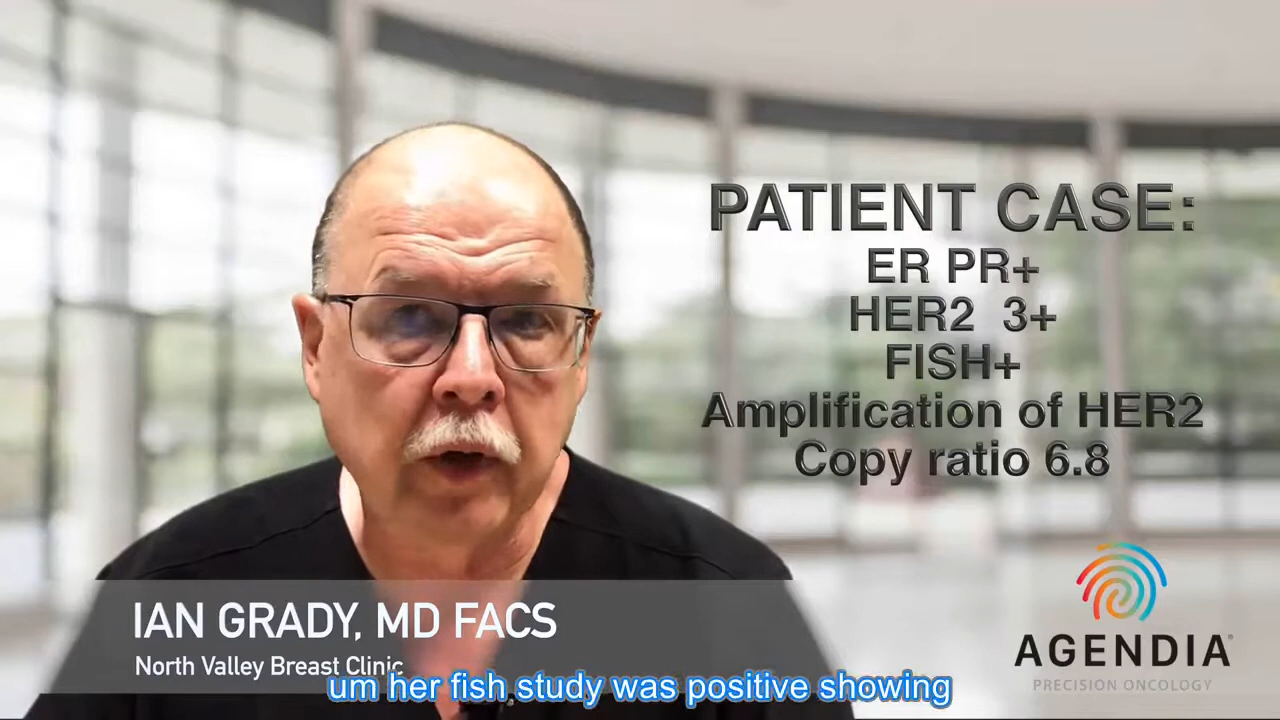 PATIENT CASE:
ER PR+
HER2 3+
FISH+
Amplification of HER2
Copy ratio 6.8
IAN GRADY, MD FACS
North Valley Breast Clinic
um her fish study was positive showing
AGENDIA®
PRECISION ONCOLOGY